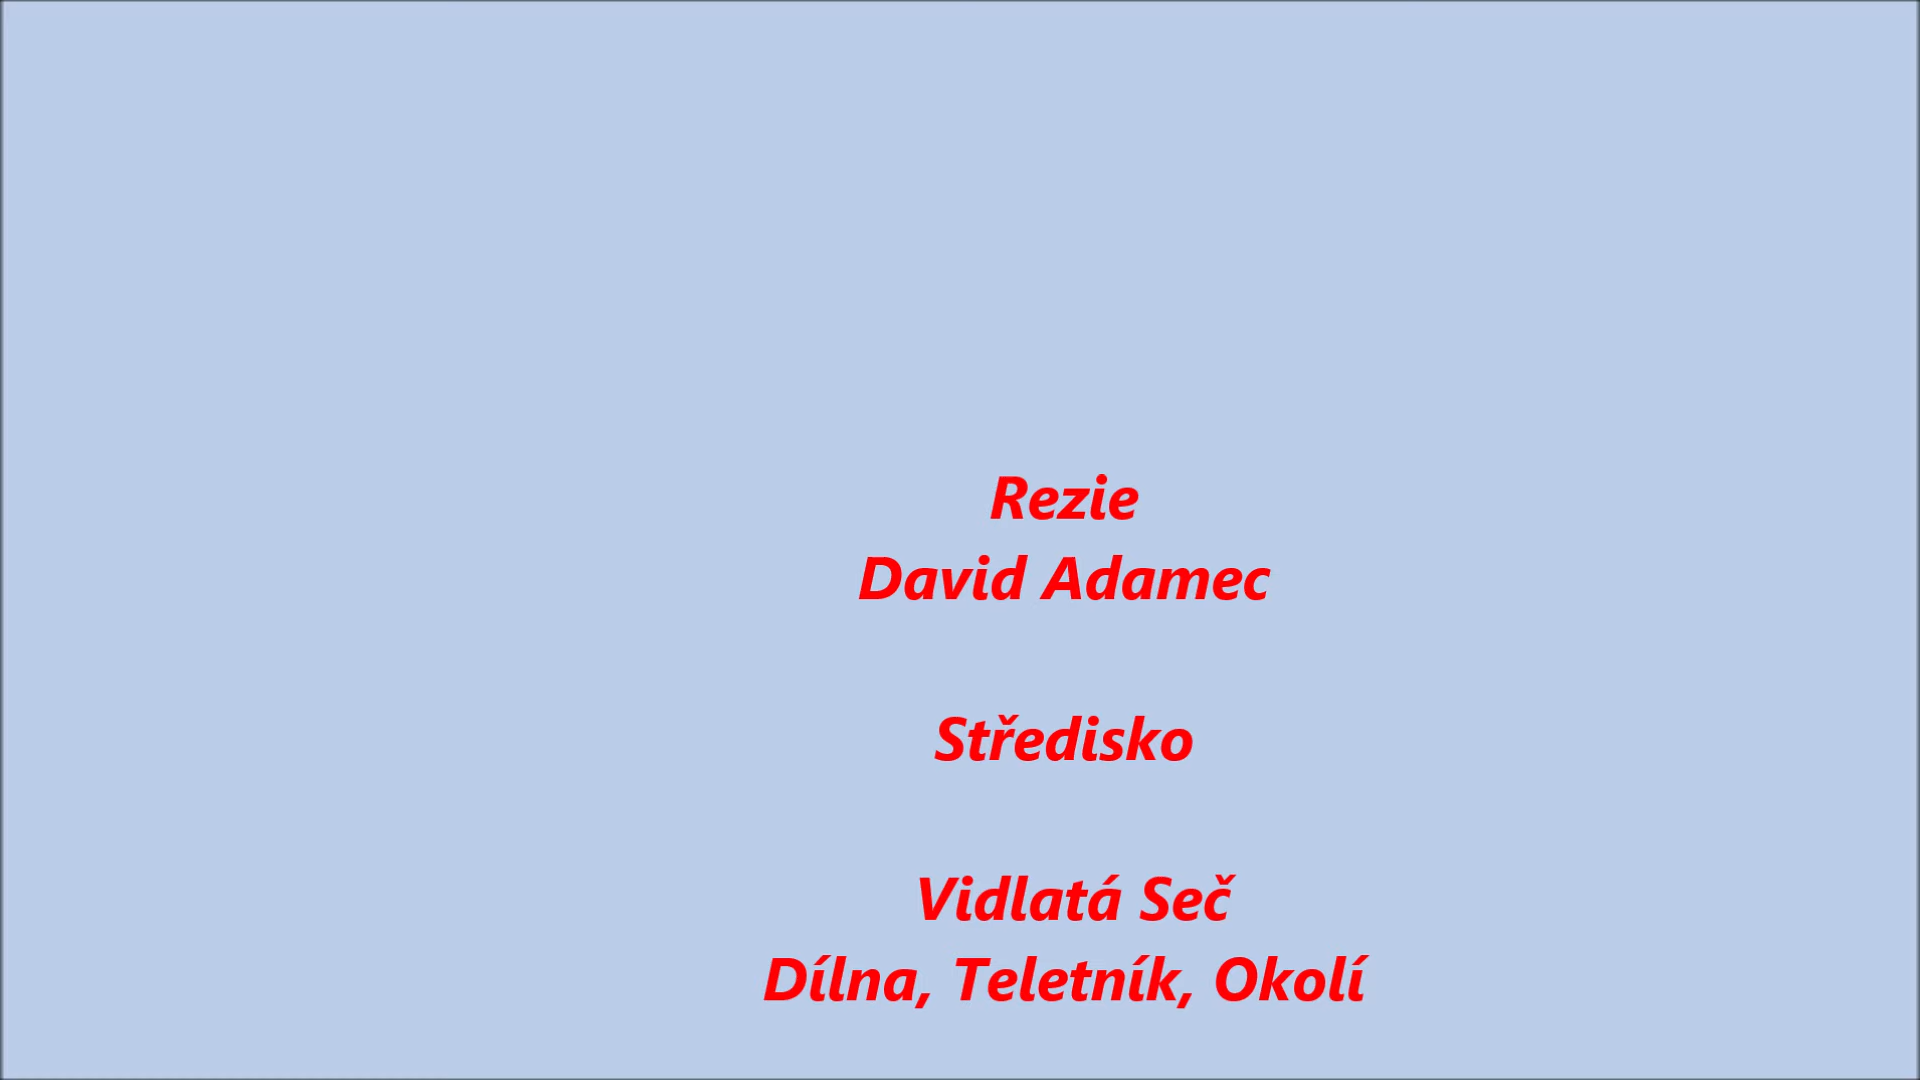 Rezie
David Adamec
Středisko
Vidlatá Seč
Dílna, Teletník, Okolí